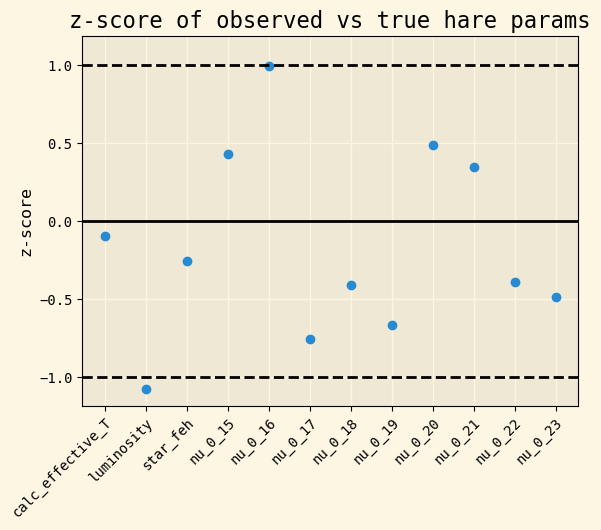 z-score of observed vs true hare params
z-score
1.0
0.5
0.0
−0.5
−1.0
calc_effective_T
luminosity
star_feh
nu_0_15
nu_0_16
nu_0_17
nu_0_18
nu_0_19
nu_0_20
nu_0_21
nu_0_22
nu_0_23